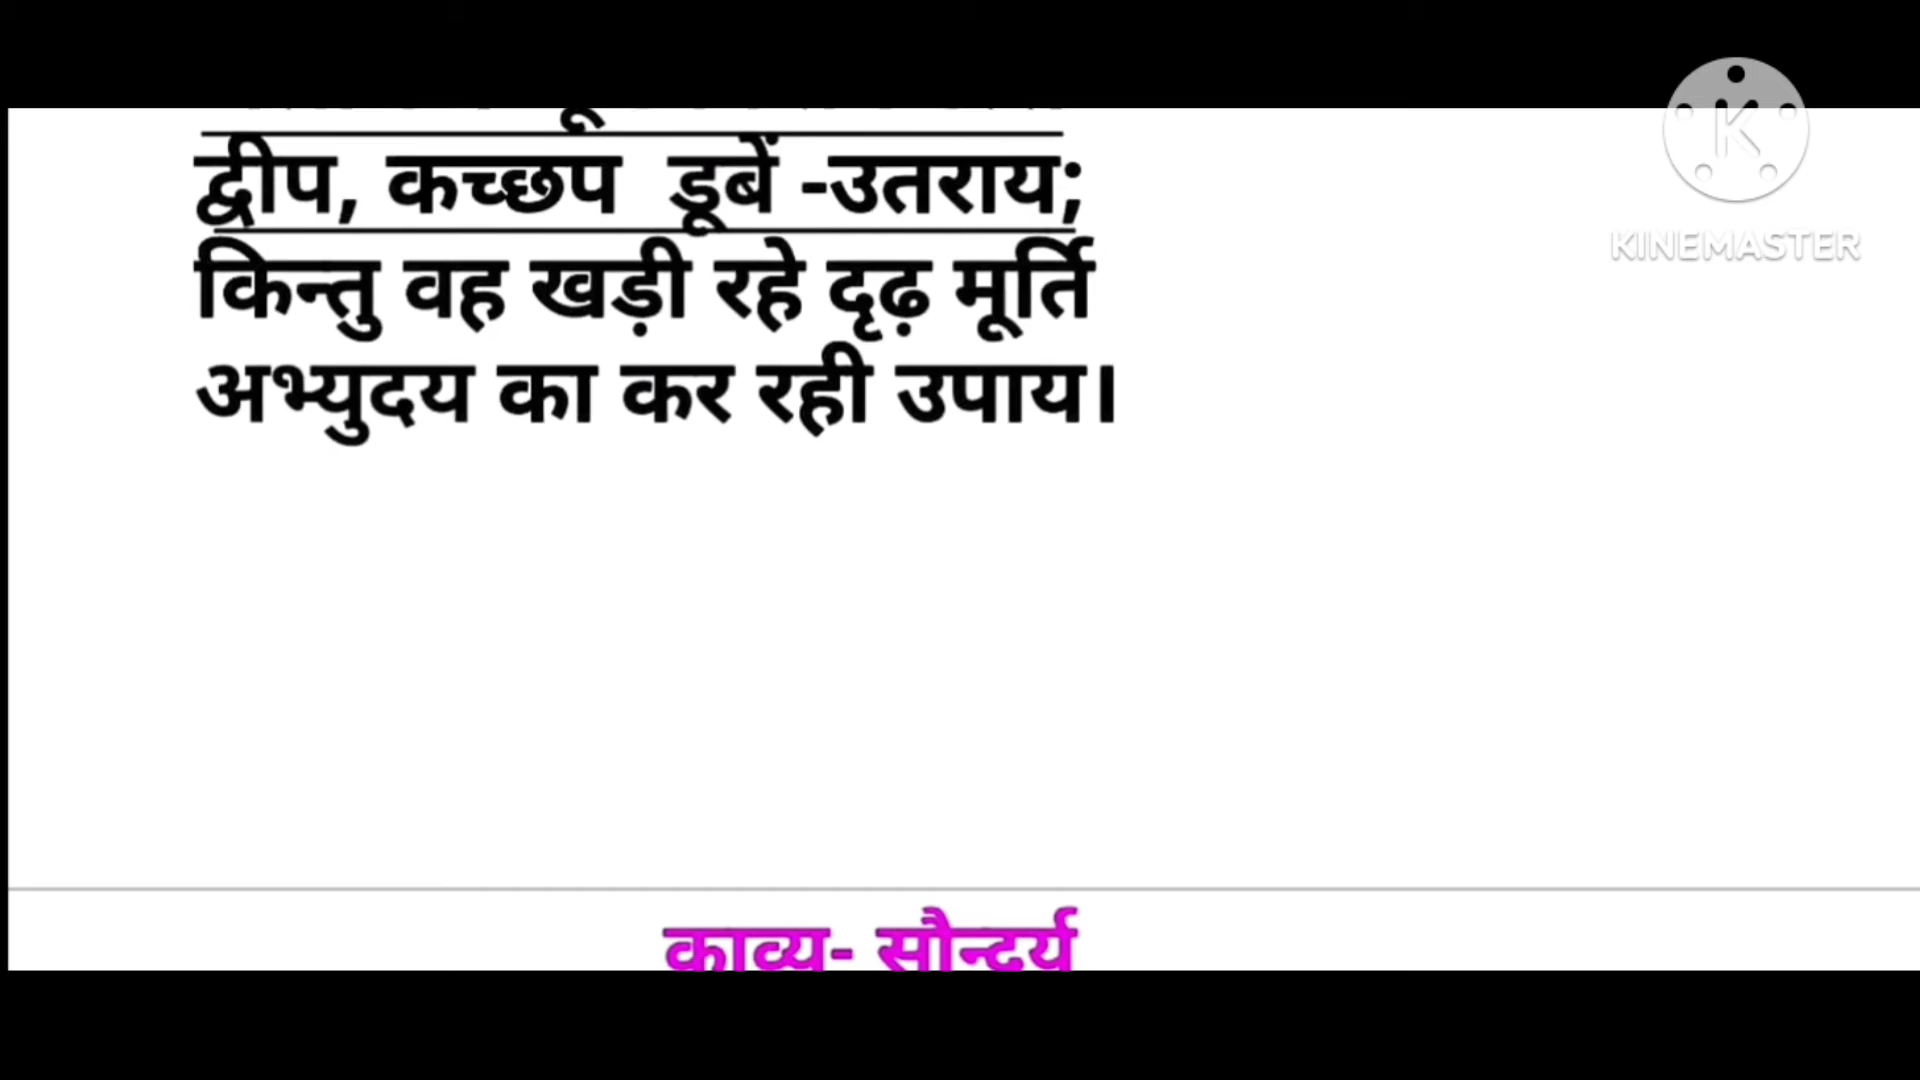 द्वीप, कच्छप डूबें -उतराय;
किन्तु वह खड़ी रहे दृढ़ मूर्ति
अभ्युदय का कर रही उपाय।
काव्य- सौन्दर्य
KINEMASTER